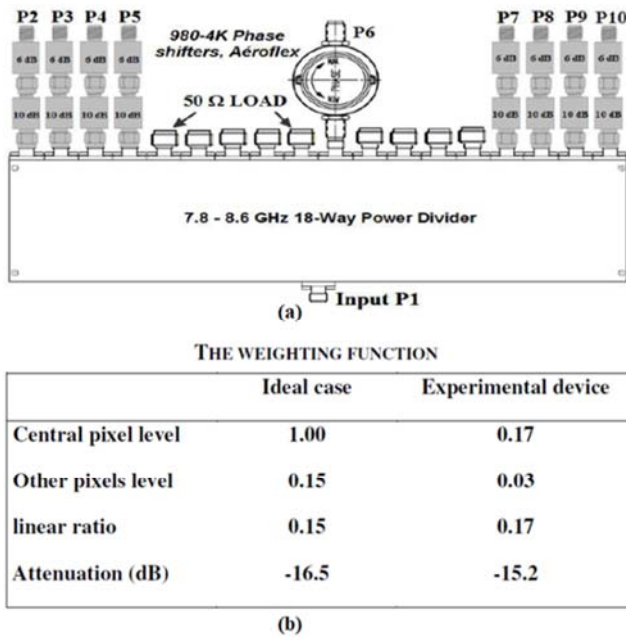 P2 P3 P4 P5
980-4K Phase
shifters, Aéroflex
P6
P7 P8 P9 P10
6 dB 6 dB 6 dB 6 dB
6 dB 6 dB 6 dB 6 dB
50 Ω LOAD
10 dB 10 dB 10 dB 10 dB
10 dB 10 dB 10 dB 10 dB
7.8 - 8.6 GHz 18-Way Power Divider
Input P1
(a)
THE WEIGHTING FUNCTION
Ideal case Experimental device
Central pixel level 1.00 0.17
Other pixels level 0.15 0.03
linear ratio 0.15 0.17
Attenuation (dB) -16.5 -15.2
(b)